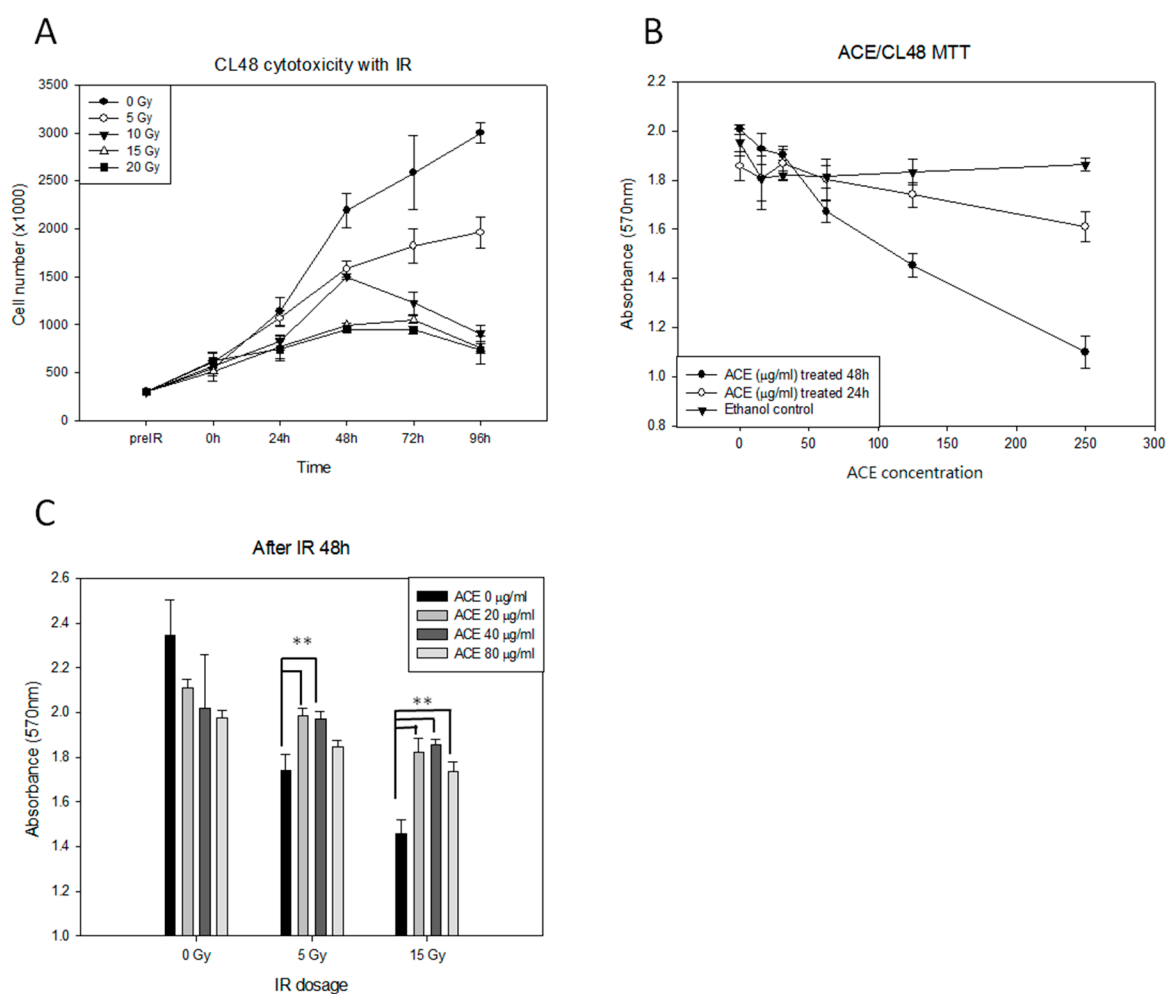 A
CL48 cytotoxicity with IR
3500
3000
2500
2000
1500
1000
500
0
Cell number (x1000)
0 Gy
5 Gy
10 Gy
15 Gy
20 Gy
preIR 0h 24h 48h 72h 96h
Time
B
ACE/CL48 MTT
2.2
2.0
1.8
1.6
1.4
1.2
1.0
0.8
Absorbance (570nm)
ACE (μg/ml) treated 48h
ACE (μg/ml) treated 24h
Ethanol control
0 50 100 150 200 250 300
ACE concentration
C
After IR 48h
2.6
2.4
2.2
2.0
1.8
1.6
1.4
1.2
1.0
Absorbance (570nm)
ACE 0 μg/ml
ACE 20 μg/ml
ACE 40 μg/ml
ACE 80 μg/ml
**
**
0 Gy 5 Gy 15 Gy
IR dosage